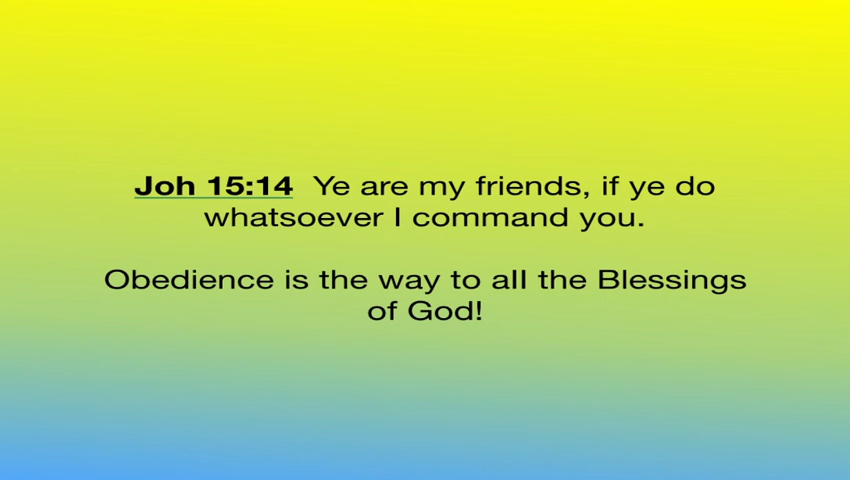 Joh 15:14 Ye are my friends, if ye do
whatsoever I command you.
Obedience is the way to all the Blessings
of God!